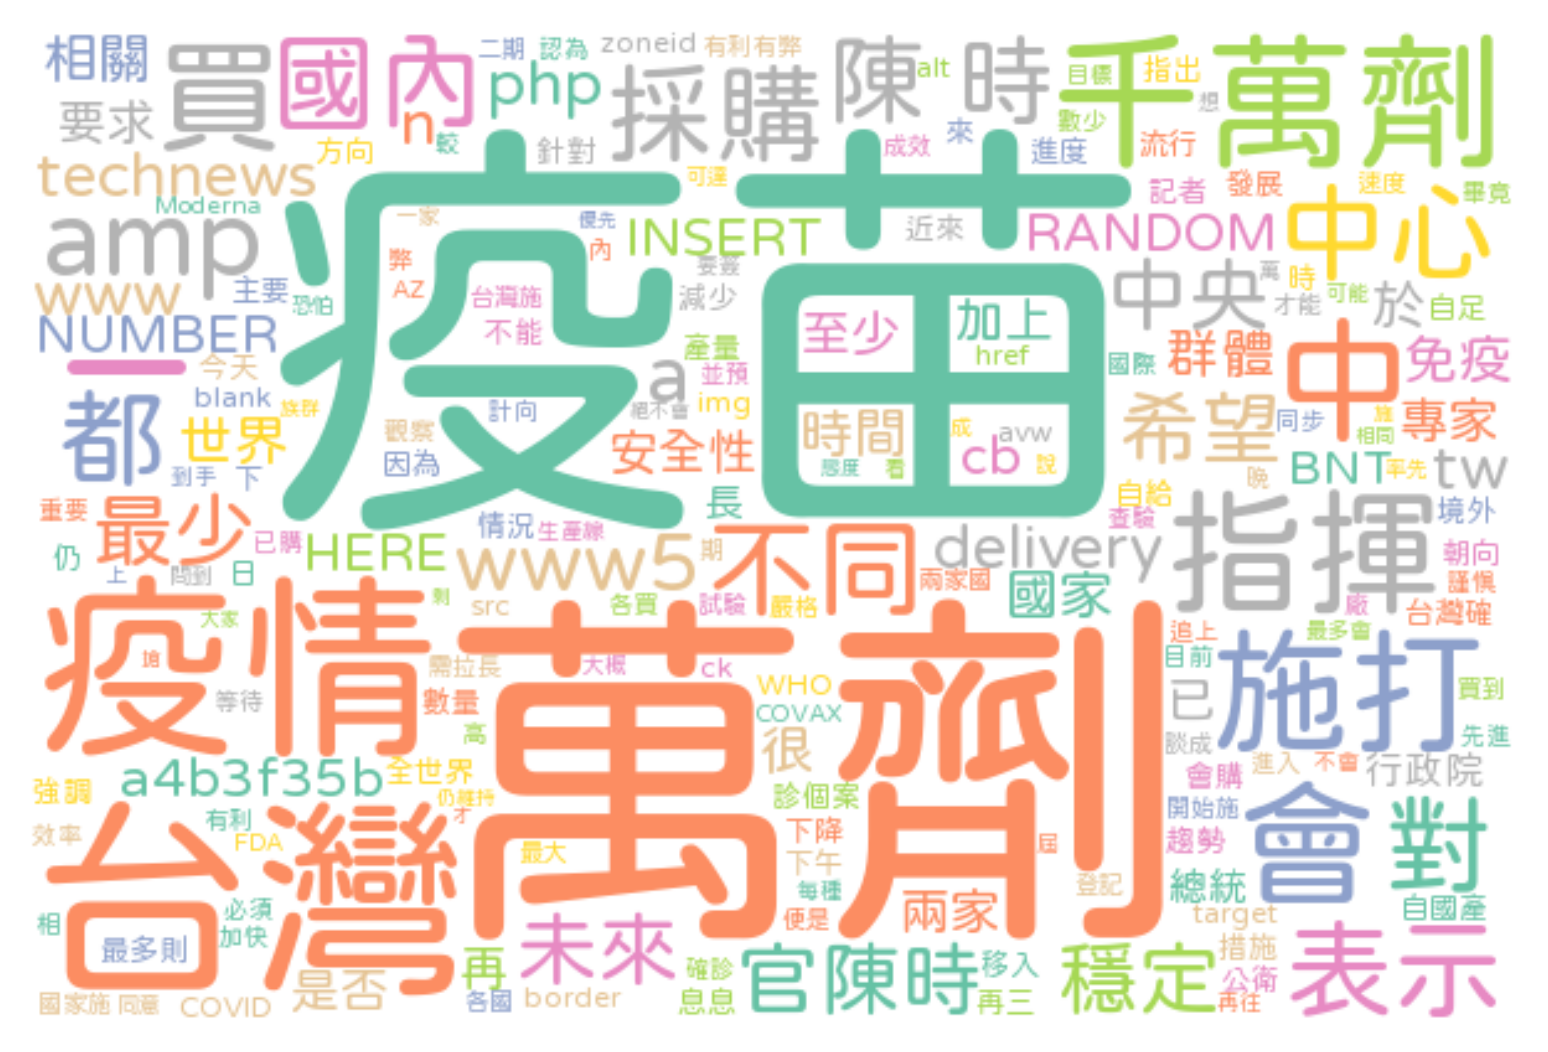 相關
買
國內
二期
認為
zoneid
有利有弊
陳時
alt
千萬劑
目標
指出
想
要求
n
php
採購
數少
technews
方向
較
針對
成效
來
進度
流行
Moderna
可達
記者
發展
速度
畢竟
amp
一家
優先
疫苗
INSERT
近來
RANDOM
中心
www
主要
恐怕
弊
AZ
內
要簽
減少
台灣施
不能
至少
加上
href
中央
萬
時
才能
可能
於
自足
NUMBER
一
今天
產量
a
並預
img
國際
群體
中
免疫
都
blank
族群
世界
計向
絕不會
觀察
因為
安全性
時間
成
avw
cb
說
態度
看
希望
同步
施
相同
專家
到手
下
晚
BNT
率先
tw
重要
最少
已購
HERE
情況
生產線
長
自給
查驗
指揮
境外
仍
上
問到
日
www5
期
不同
delivery
朝向
兩家國
國家
謹慎
疫情
剩
src
各買
試驗
嚴格
廠
台灣確
大家
萬劑
追上
最多會
搶
需拉長
大概
ck
目前
施打
等待
數量
WHO
COVAX
已
買到
高
很
談成
先進
強調
a4b3f35b
全世界
仍維持
才
診個案
會購
進入
不會
行政院
效率
台灣
有利
FDA
最大
下降
下午
屆
開始施
趨勢
會
對
每種
登記
總統
相
必須
加快
最多則
便是
兩家
target
自國產
未來
再
確診
息息
官陳時
移入
再三
穩定
措施
公衛
再往
表示
國家施
同意
COVID
是否
各國
border